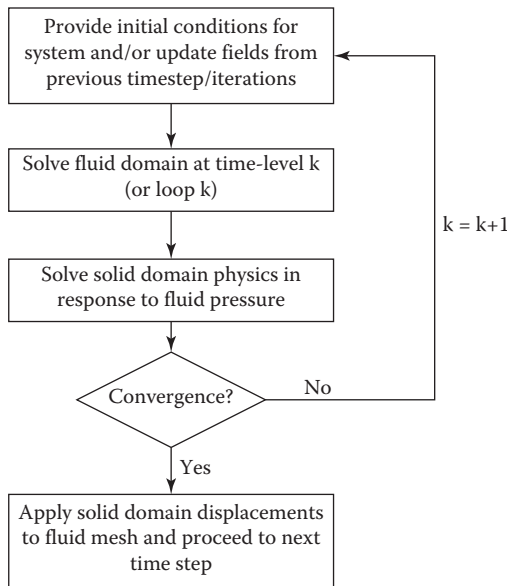 Provide initial conditions for
system and/or update fields from
previous timestep/iterations
Solve fluid domain at time-level k
(or loop k)
k = k+1
Solve solid domain physics in
response to fluid pressure
Convergence?
No
Yes
Apply solid domain displacements
to fluid mesh and proceed to next
time step